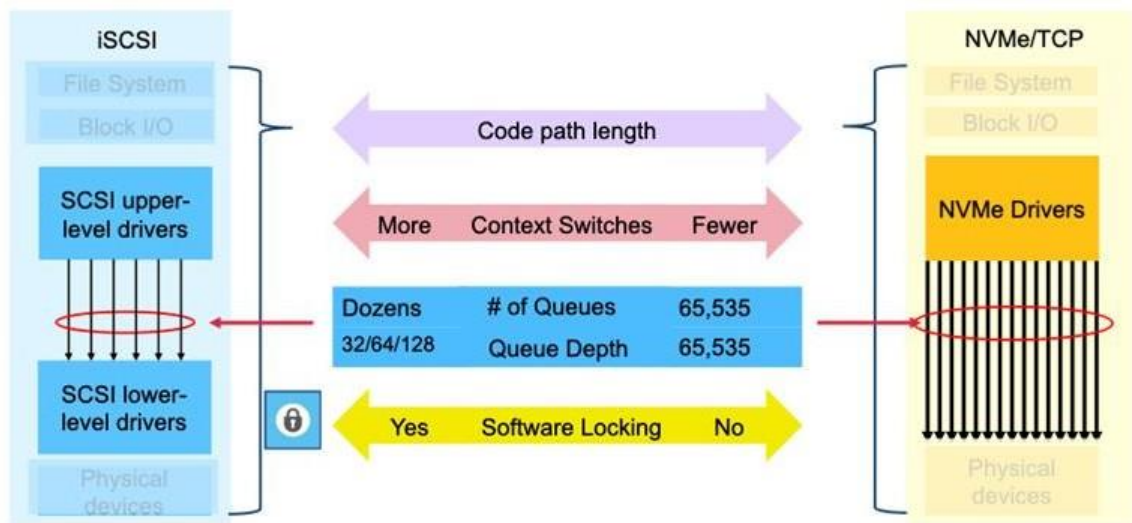 iSCSI
File System
Block I/O
SCSI upper-
level drivers
SCSI lower-
level drivers
Physical
devices
Code path length
More Context Switches Fewer
Dozens # of Queues 65,535
32/64/128 Queue Depth 65,535
Yes Software Locking No
NVMe/TCP
File System
Block I/O
NVMe Drivers
Physical
devices